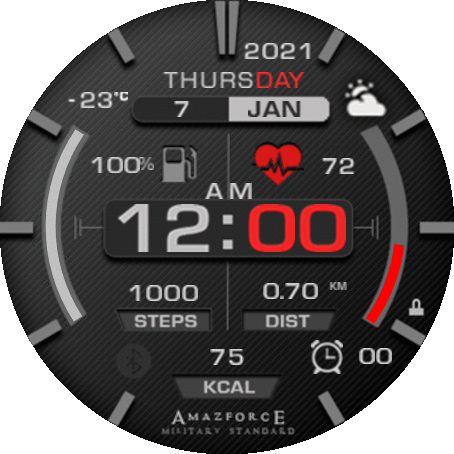 2021
THURSDAY
-23°C
7 JAN
100% 72
AM
12:00
1000 0.70 KM
STEPS DIST
75 00
KCAL
AMAZFORCE
MILITARY STANDARD